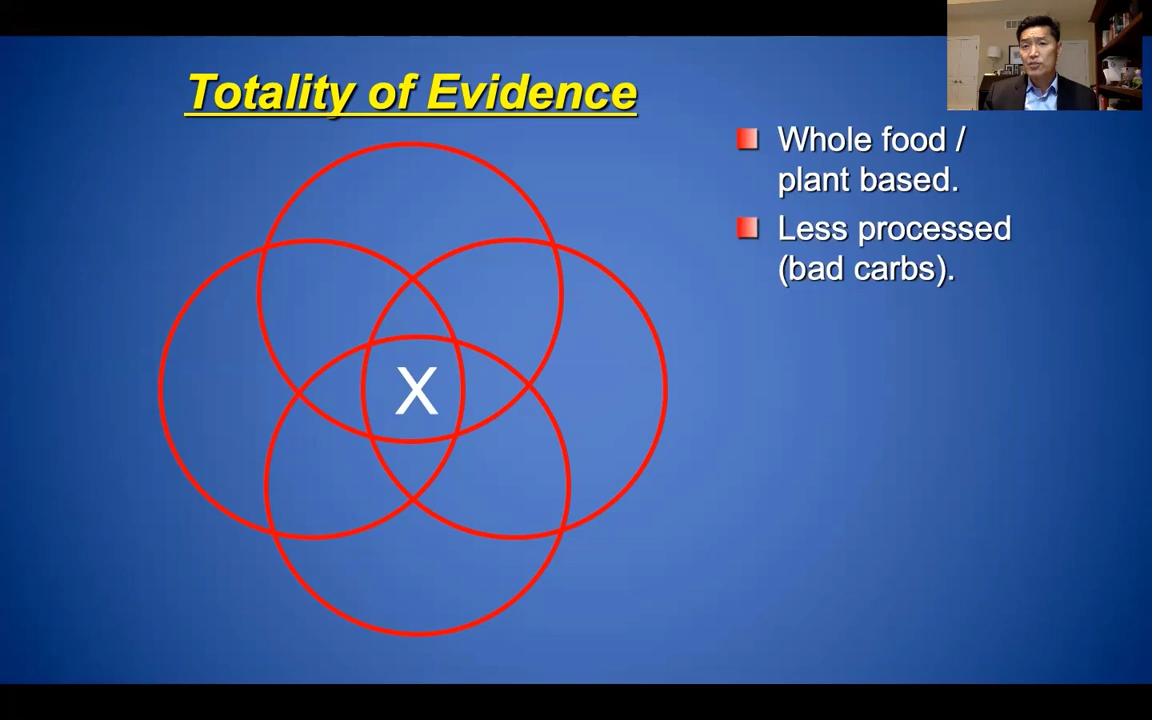 Totality of Evidence
Whole food /
plant based.
Less processed
(bad carbs).
X